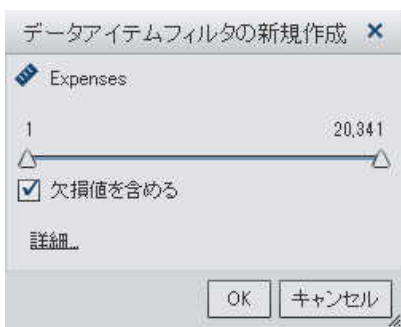 データアイテムフィルタの新規作成
Expenses
1 20,341
欠損値を含める
詳細...
OK キャンセル